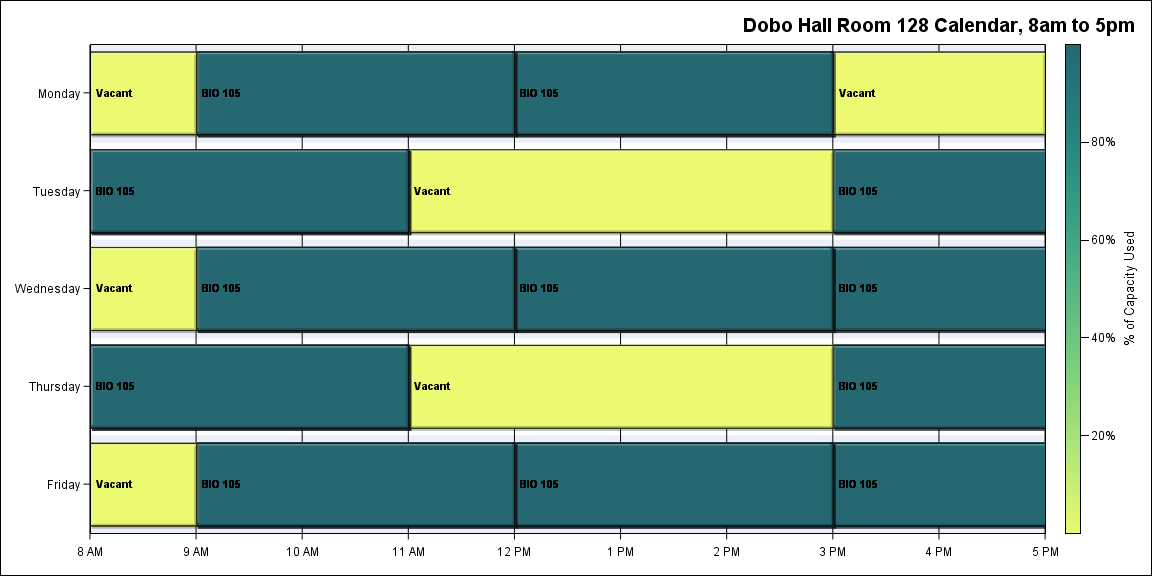 Dobo Hall Room 128 Calendar, 8am to 5pm
Monday
Vacant
BIO 105
BIO 105
Vacant
Tuesday
BIO 105
Vacant
BIO 105
Wednesday
Vacant
BIO 105
BIO 105
BIO 105
Thursday
BIO 105
Vacant
BIO 105
Friday
Vacant
BIO 105
BIO 105
BIO 105
8 AM
9 AM
10 AM
11 AM
12 PM
1 PM
2 PM
3 PM
4 PM
5 PM
80%
60%
40%
20%
% of Capacity Used